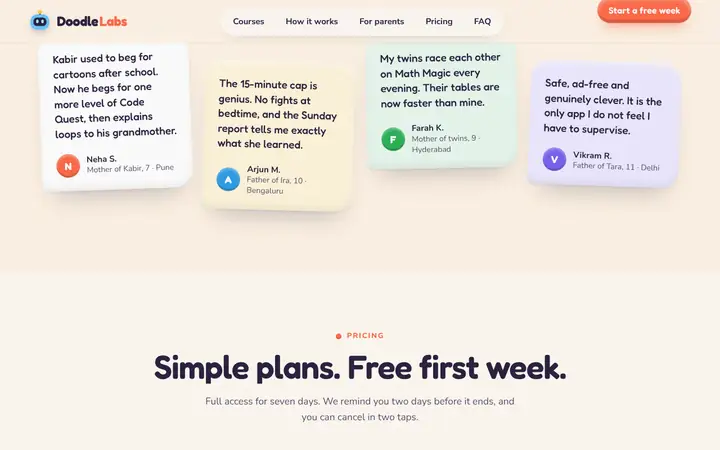 DoodleLabs
Courses
How it works
For parents
Pricing
FAQ
Start a free week
Kabir used to beg for
cartoons after school.
Now he begs for one
more level of Code
Quest, then explains
loops to his grandmother.
N
Neha S.
Mother of Kabir, 7 · Pune
The 15-minute cap is
genius. No fights at
bedtime, and the Sunday
report tells me exactly
what she learned.
A
Arjun M.
Father of Ira, 10 ·
Bengaluru
My twins race each other
on Math Magic every
evening. Their tables are
now faster than mine.
F
Farah K.
Mother of twins, 9 ·
Hyderabad
Safe, ad-free and
genuinely clever. It is the
only app I do not feel I
have to supervise.
V
Vikram R.
Father of Tara, 11 · Delhi
PRICING
Simple plans. Free first week.
Full access for seven days. We remind you two days before it ends, and
you can cancel in two taps.